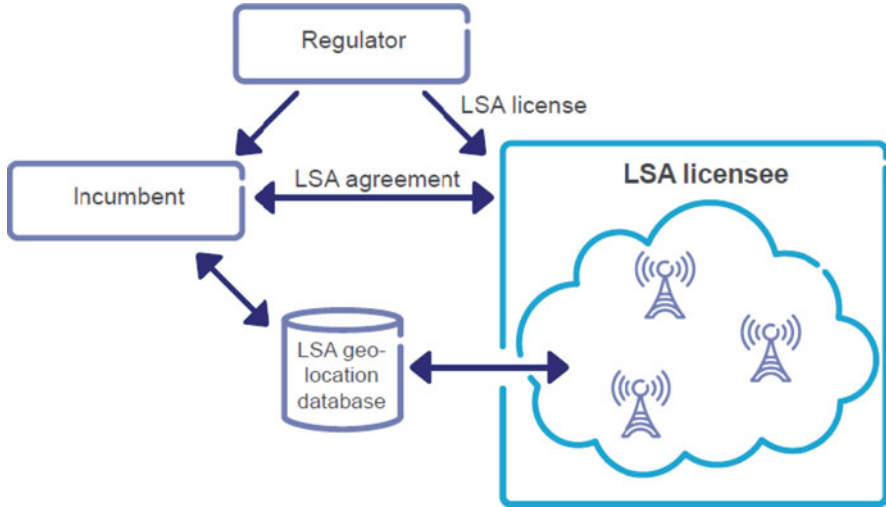 Regulator
LSA license
LSA agreement
Incumbent
LSA licensee
LSA geo-
location
database